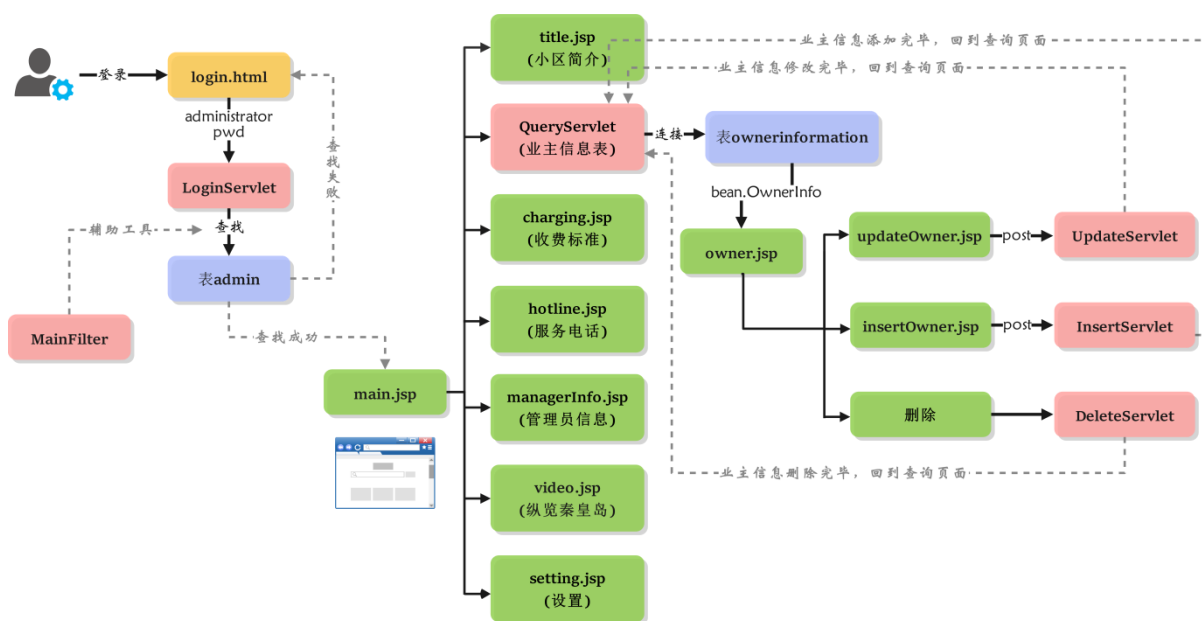 登录
login.html
administrator
pwd
LoginServlet
查找
辅助工具
表admin
MainFilter
查找失败
查找成功
main.jsp
title.jsp
(小区简介)
QueryServlet
(业主信息表)
charging.jsp
(收费标准)
hotline.jsp
(服务电话)
managerInfo.jsp
(管理员信息)
video.jsp
(纵览秦皇岛)
setting.jsp
(设置)
业主信息添加完毕，回到查询页面
业主信息修改完毕，回到查询页面
连接
表ownerinformation
bean.OwnerInfo
owner.jsp
updateOwner.jsp
post
UpdateServlet
insertOwner.jsp
post
InsertServlet
删除
DeleteServlet
业主信息删除完毕，回到查询页面